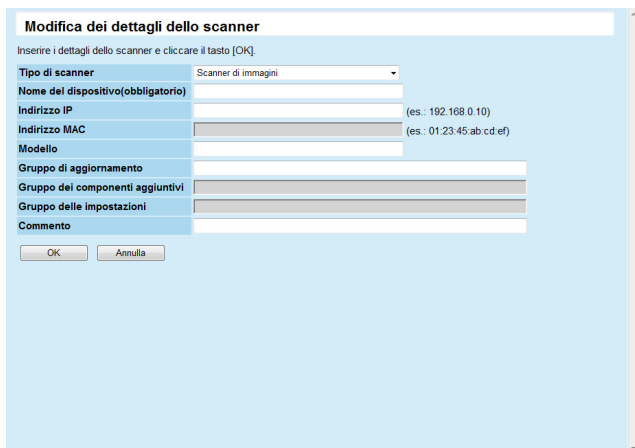 Modifica dei dettagli dello scanner
Inserire i dettagli dello scanner e cliccare il tasto [OK].
Tipo di scanner Scanner di immagini
Nome del dispositivo(obbligatorio)
Indirizzo IP (es.: 192.168.0.10)
Indirizzo MAC (es.: 01:23:45:ab:cd:ef)
Modello
Gruppo di aggiornamento
Gruppo dei componenti aggiuntivi
Gruppo delle impostazioni
Commento
OK Annulla